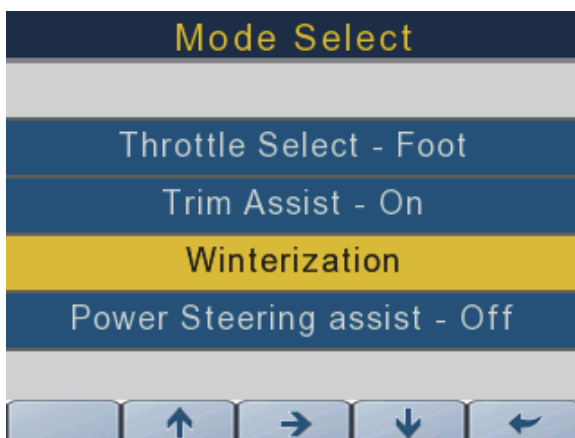 Mode Select
Throttle Select - Foot
Trim Assist - On
Winterization
Power Steering assist - Off